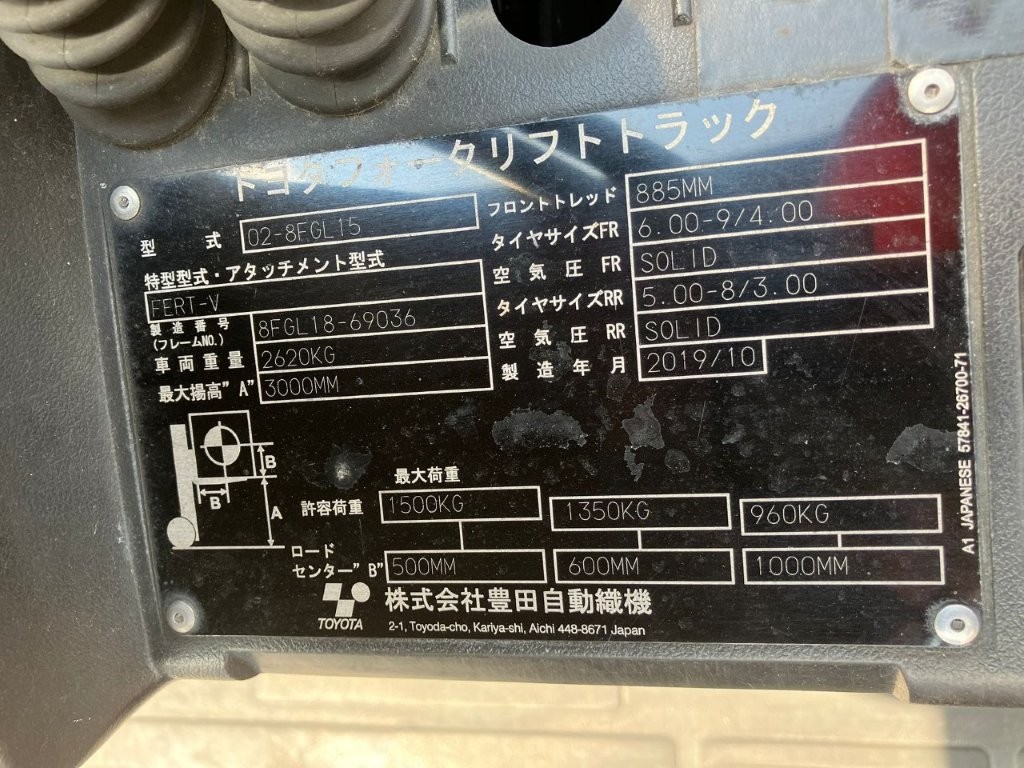 トヨタフォークリフトトラック
型式 02-8FGL15
特型型式・アタッチメント型式
FERT-V
製造番号(フレームNO.) 8FGL18-69036
車両重量 2620KG
最大揚高"A" 3000MM
フロントトレッド 885MM
タイヤサイズFR 6.00-9/4.00
空気圧FR SOLID
タイヤサイズRR 5.00-8/3.00
空気圧RR SOLID
製造年月 2019/10
B
B
A
最大荷重
許容荷重 1500KG 1350KG 960KG
ロードセンター"B" 500MM 600MM 1000MM
TOYOTA
株式会社豊田自動織機
2-1, Toyoda-cho, Kariya-shi, Aichi 448-8671 Japan
A1 JAPANESE 57841-26700-71